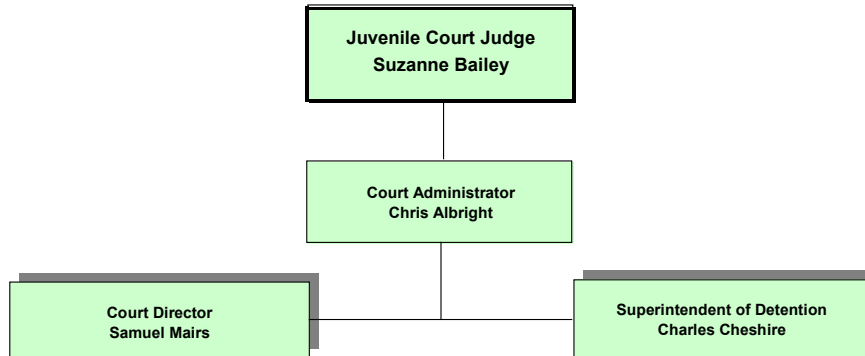 Juvenile Court Judge
Suzanne Bailey
Court Administrator
Chris Albright
Court Director
Samuel Mairs
Superintendent of Detention
Charles Cheshire